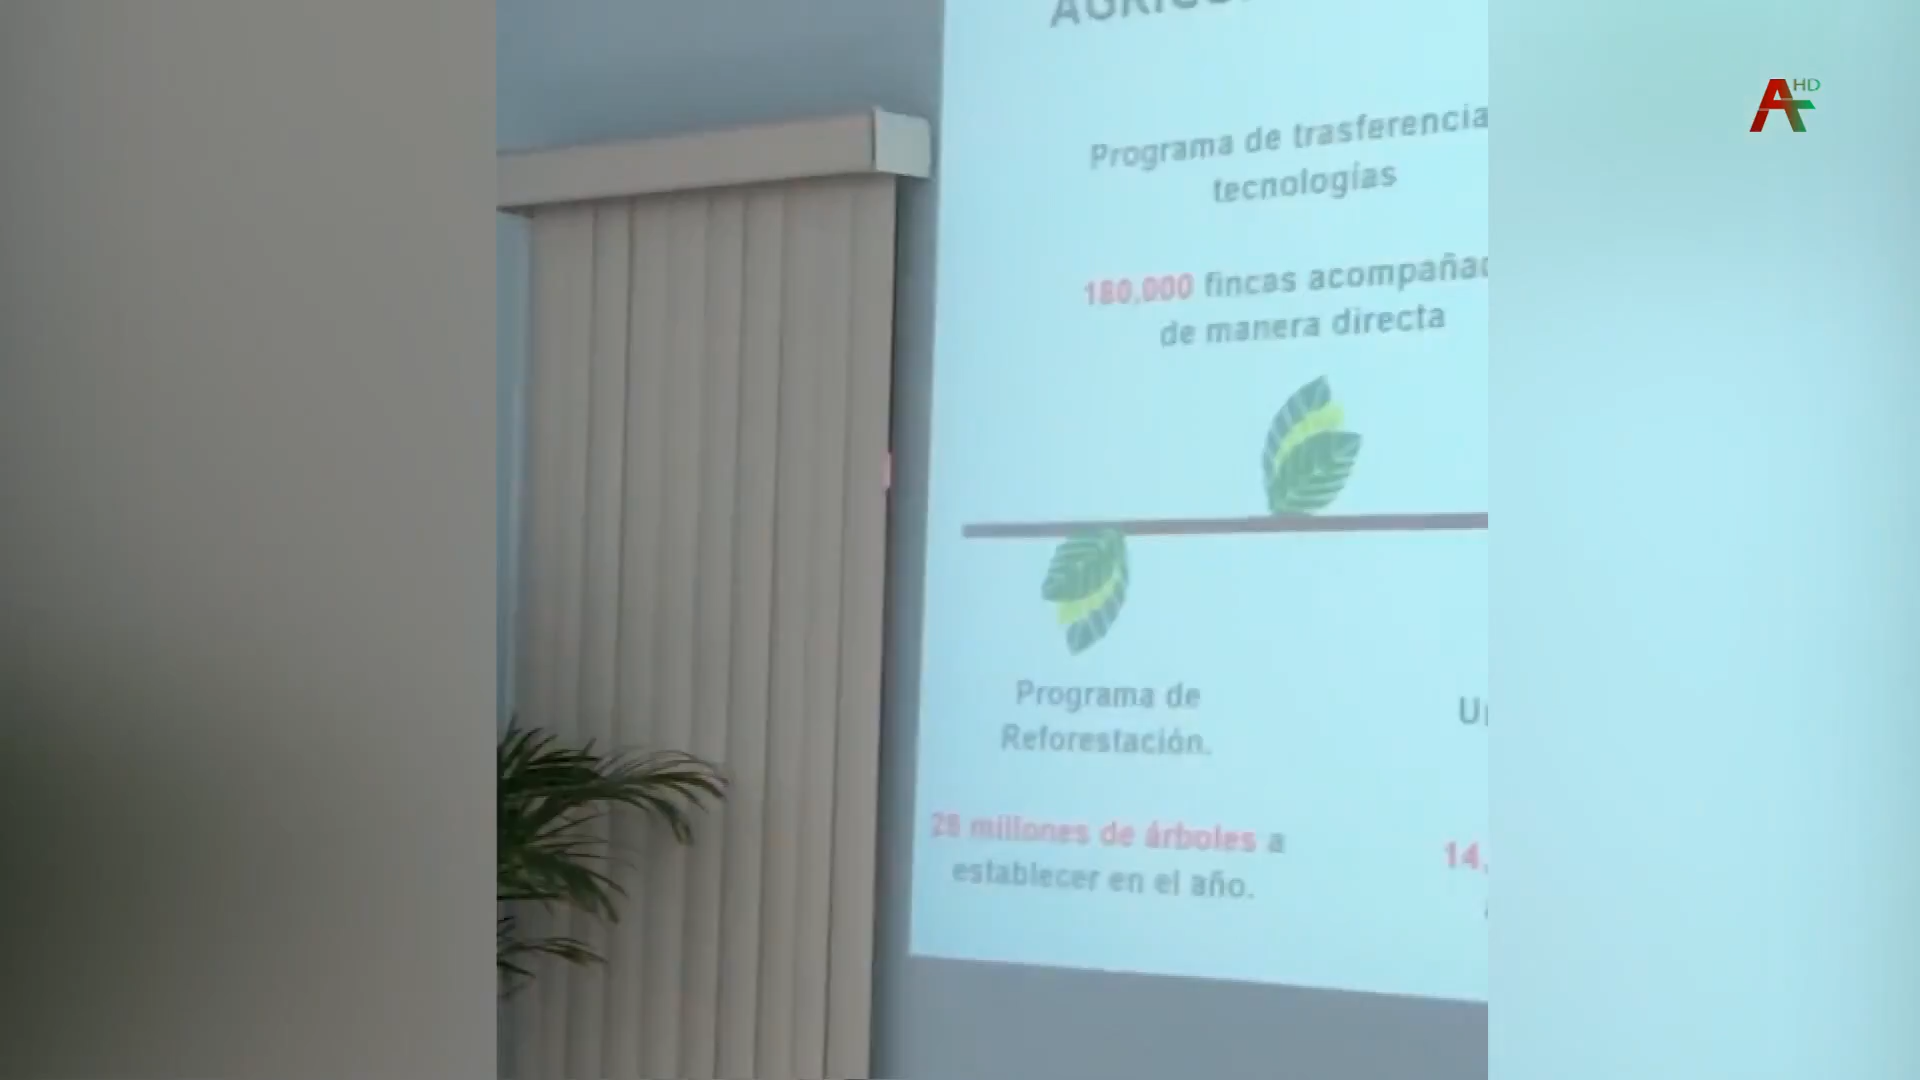 Programa de trasferencia
tecnologías
180,000 fincas acompañad
de manera directa
Programa de
Reforestación.
28 millones de árboles a
establecer en el año.
14,
HD